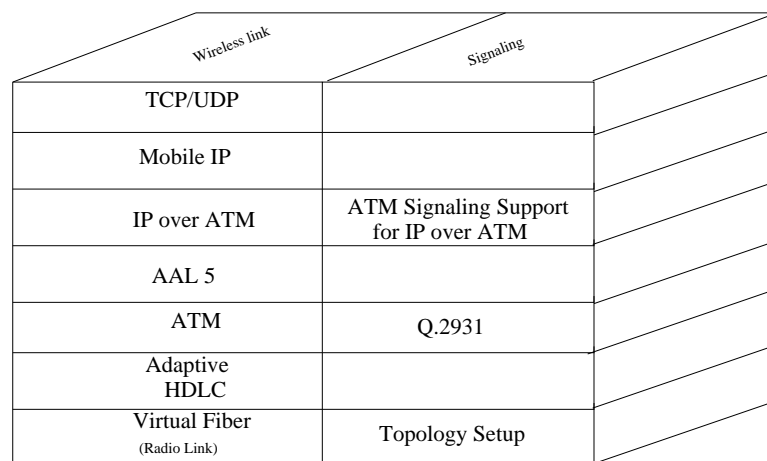 Wireless link
Signaling
TCP/UDP
Mobile IP
IP over ATM
ATM Signaling Support
for IP over ATM
AAL 5
ATM
Q.2931
Adaptive
HDLC
Virtual Fiber
(Radio Link)
Topology Setup